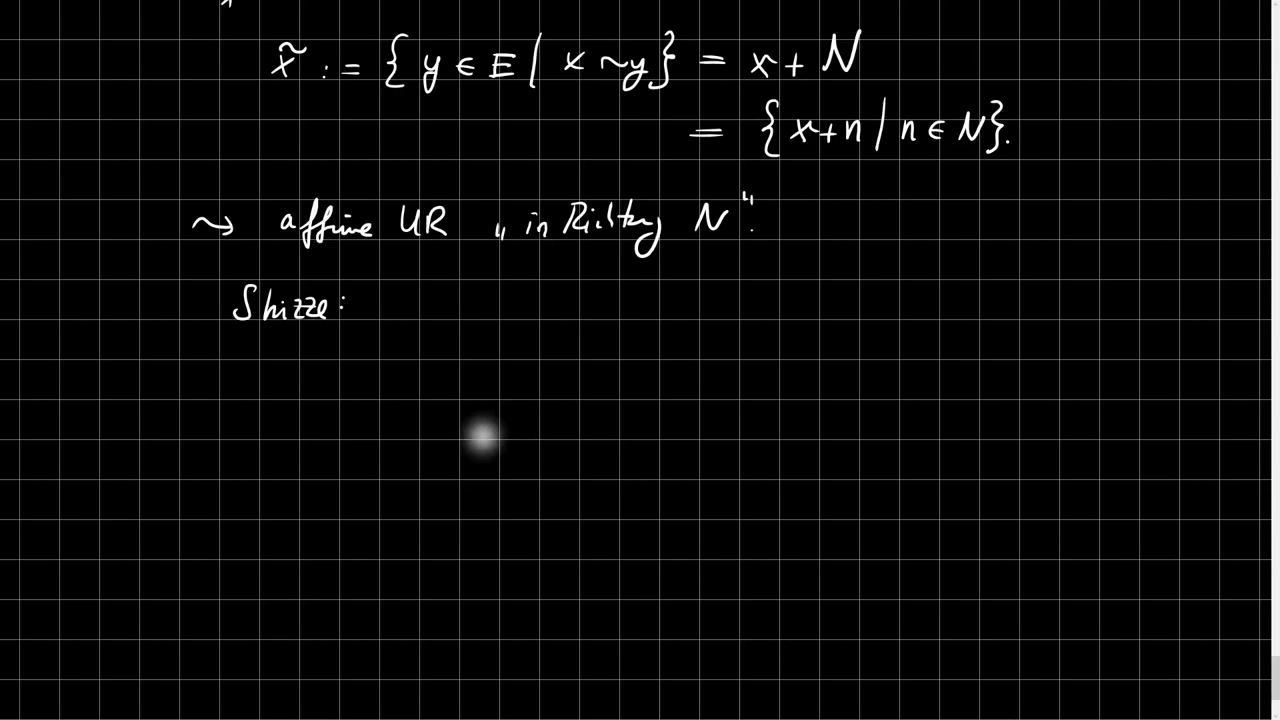 x̃ := { y ∈ E | x ~ y } = x + N
= { x+n | n ∈ N }.
⤳ affine UR „in Richtung N“.
Skizze: